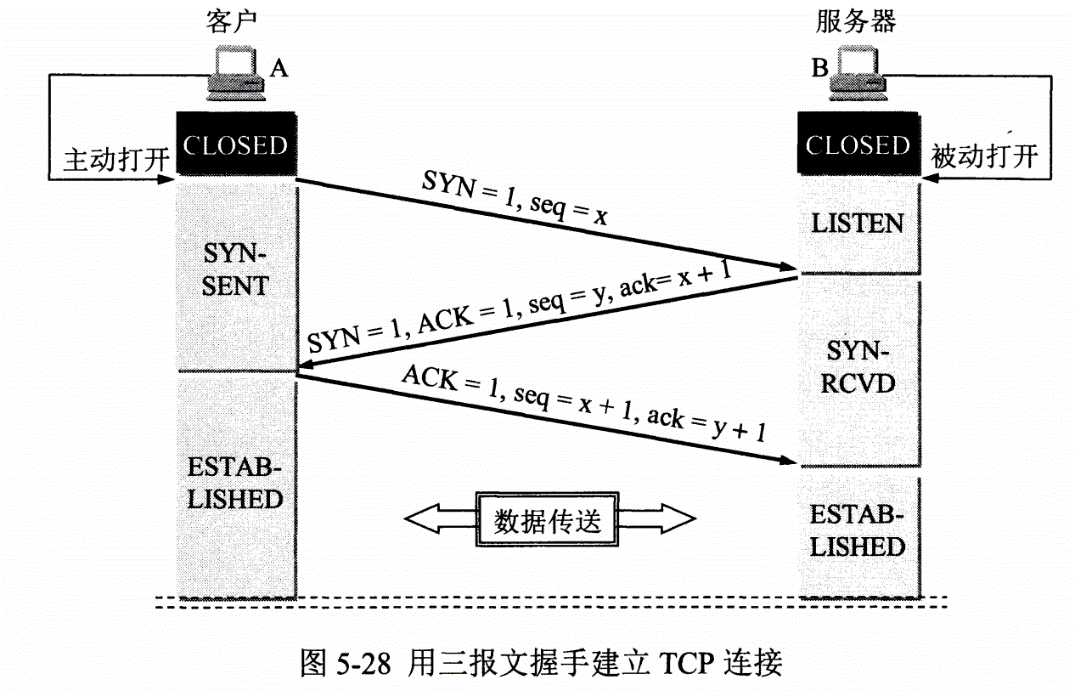 客户
服务器
A
B
CLOSED
CLOSED
主动打开
被动打开
SYN = 1, seq = x
LISTEN
SYN-
SENT
SYN = 1, ACK = 1, seq = y, ack= x + 1
SYN-
RCVD
ACK = 1, seq = x + 1, ack = y + 1
ESTAB-
LISHED
数据传送
ESTAB-
LISHED
图 5-28 用三报文握手建立 TCP 连接